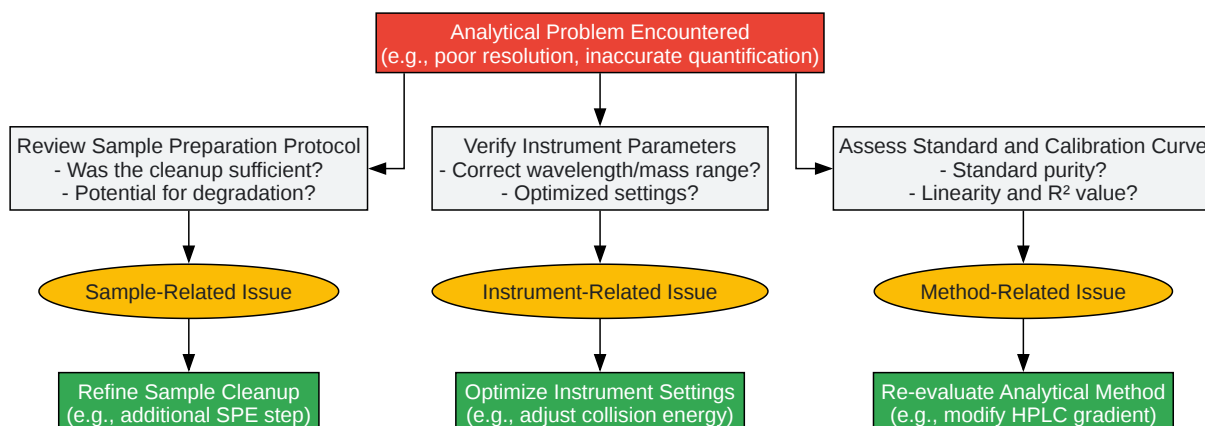 Analytical Problem Encountered
(e.g., poor resolution, inaccurate quantification)
Review Sample Preparation Protocol
- Was the cleanup sufficient?
- Potential for degradation?
Verify Instrument Parameters
- Correct wavelength/mass range?
- Optimized settings?
Assess Standard and Calibration Curve
- Standard purity?
- Linearity and R² value?
Sample-Related Issue
Instrument-Related Issue
Method-Related Issue
Refine Sample Cleanup
(e.g., additional SPE step)
Optimize Instrument Settings
(e.g., adjust collision energy)
Re-evaluate Analytical Method
(e.g., modify HPLC gradient)